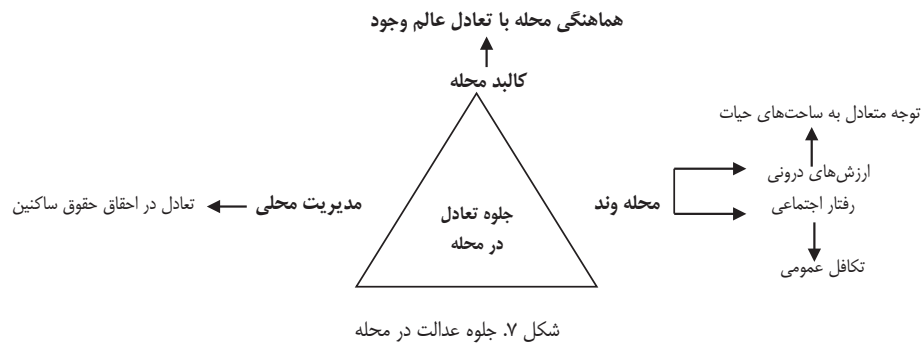 هماهنگی محله با تعادل عالم وجود
کالبد محله
توجه متعادل به ساحت‌های حیات
ارزش‌های درونی
محله وند
رفتار اجتماعی
تکافل عمومی
جلوه تعادل
در محله
مدیریت محلی
تعادل در احقاق حقوق ساکنین
شکل ۷. جلوه عدالت در محله